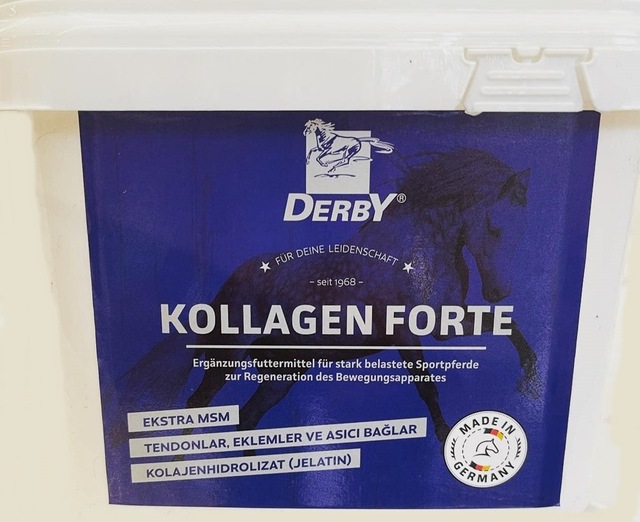 DERBY®
FÜR DEINE LEIDENSCHAFT
– seit 1968 –
KOLLAGEN FORTE
Ergänzungsfuttermittel für stark belastete Sportpferde
zur Regeneration des Bewegungsapparates
EKSTRA MSM
TENDONLAR, EKLEMLER VE ASICI BAĞLAR
KOLAJENHIDROLIZAT (JELATIN)
MADE IN
GERMANY